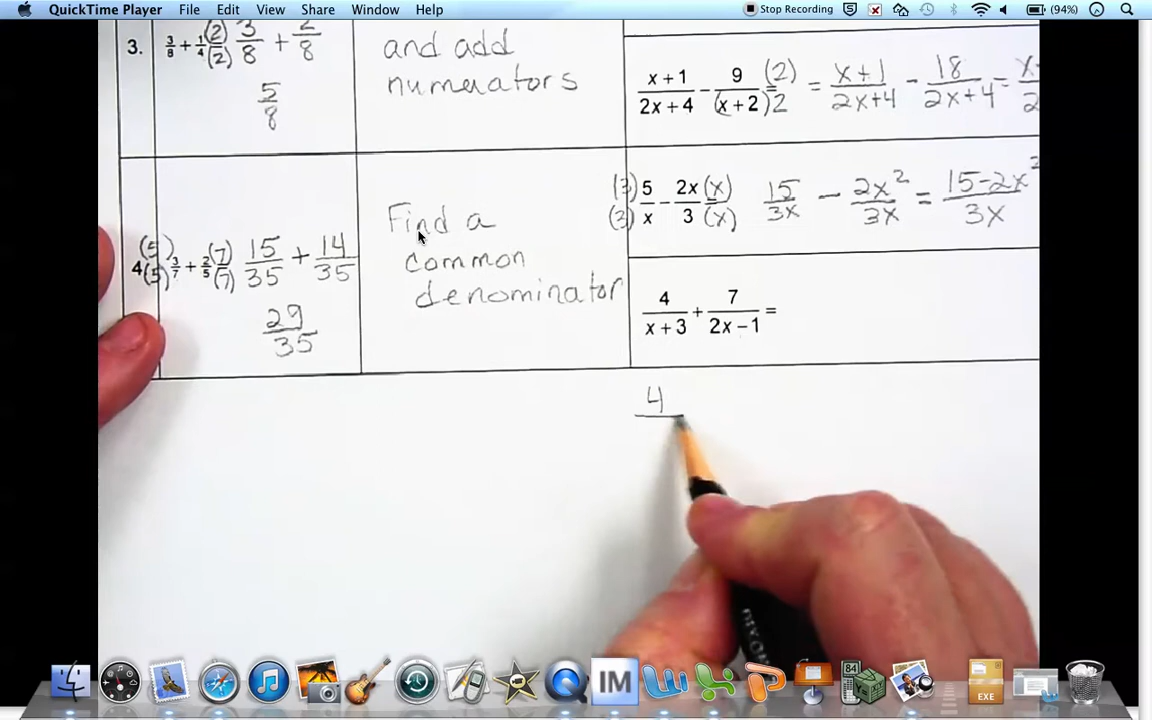 QuickTime Player File Edit View Share Window Help Stop Recording (94%)
3. 3/8 + 1/4 (2)/(2) 3/8 + 2/8
5/8
and add
numerators
x+1/2x+4 − 9/(x+2) (2)/2 = x+1/2x+4 − 18/2x+4 =
4 (5)/(5) 3/7 + 2/5 (7)/(7) 15/35 + 14/35
29/35
Find a
common
denominator
(3)/(3) 5/x − 2x/3 (x)/(x) 15/3x − 2x²/3x = 15-2x²/3x
4/x+3 + 7/2x−1 =
4
DIXON
IM
84
EXE